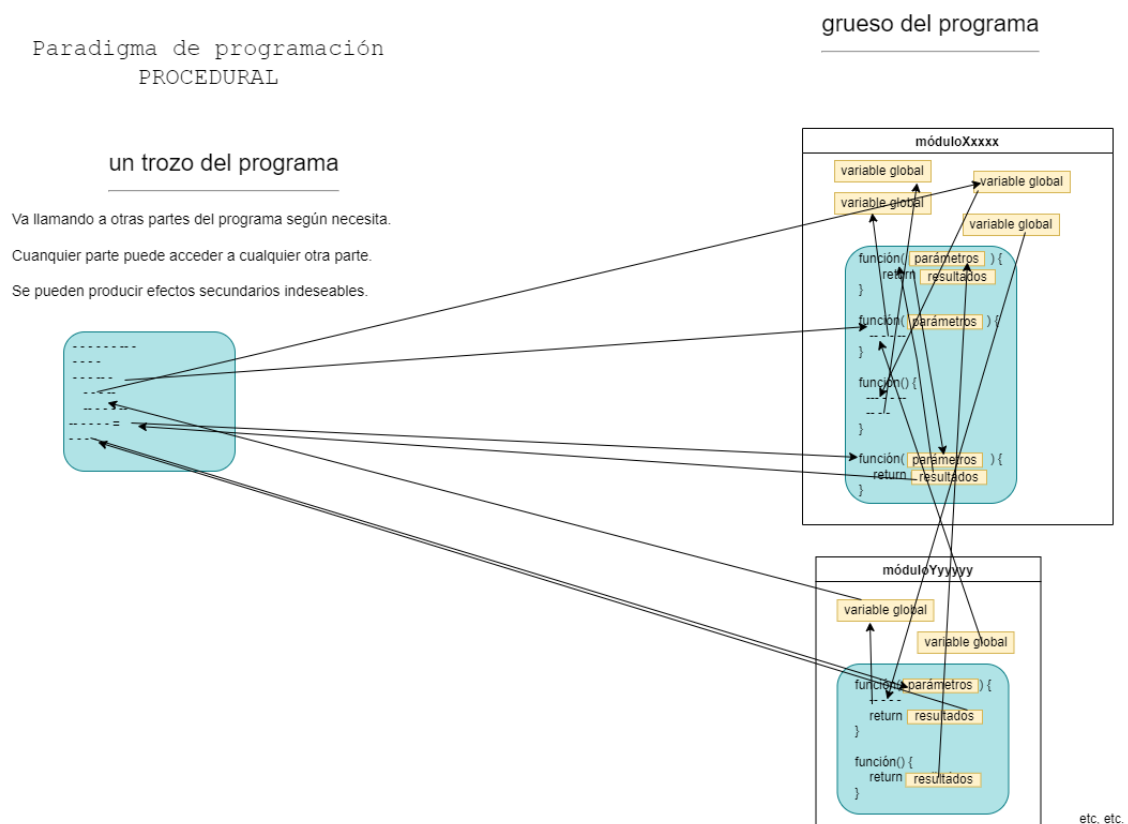 Paradigma de programación
PROCEDURAL
un trozo del programa
Va llamando a otras partes del programa según necesita.
Cuanquier parte puede acceder a cualquier otra parte.
Se pueden producir efectos secundarios indeseables.
- - - - - - -- -
- - - -
- - - -- -
- - - --
-- - - -- --
-- - - - - =
- - - -
grueso del programa
móduloXxxxx
variable global
variable global
variable global
variable global
función( parámetros ) {
return resultados
}
función( parámetros ) {
-- - - --
}
función() {
--- - - --
-- - --
}
función( parámetros ) {
return resultados
}
móduloYyyyyy
variable global
variable global
función( parámetros ) {
- - - - -
return resultados
}
función() {
return resultados
}
etc, etc.